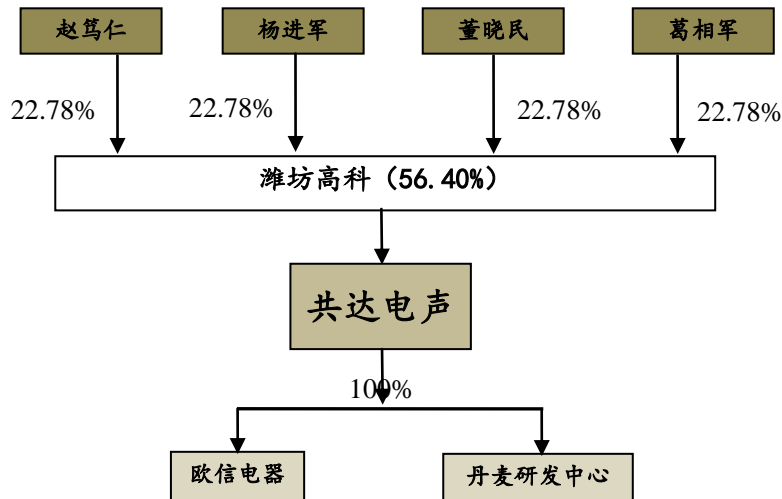 赵笃仁 杨进军 董晓民 葛相军
22.78% 22.78% 22.78% 22.78%
潍坊高科（56.40%）
共达电声
100%
欧信电器 丹麦研发中心